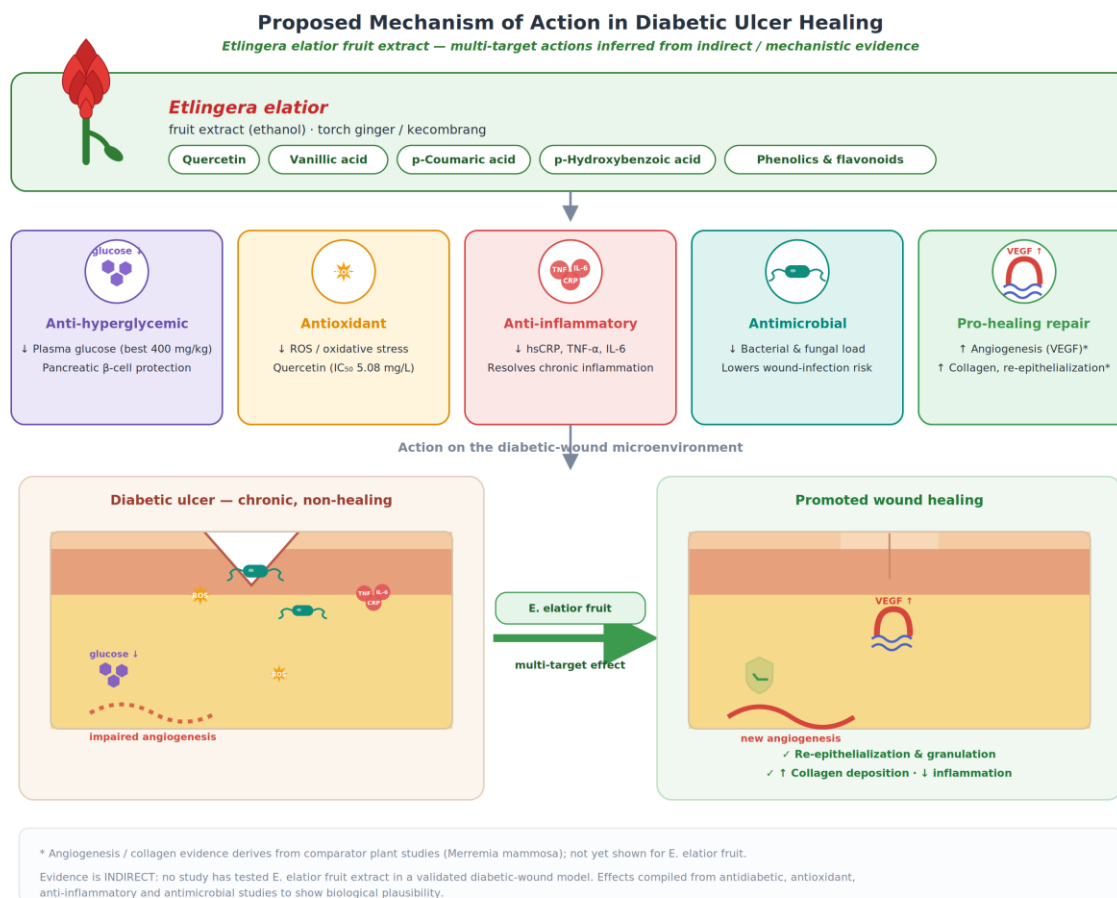 Proposed Mechanism of Action in Diabetic Ulcer Healing
Etlingera elatior fruit extract — multi-target actions inferred from indirect / mechanistic evidence
Etlingera elatior
fruit extract (ethanol) · torch ginger / kecombrang
Quercetin
Vanillic acid
p-Coumaric acid
p-Hydroxybenzoic acid
Phenolics & flavonoids
glucose ↓
Anti-hyperglycemic
↓ Plasma glucose (best 400 mg/kg)
Pancreatic β-cell protection
ROS
Antioxidant
↓ ROS / oxidative stress
Quercetin (IC₅₀ 5.08 mg/L)
TNF IL-6
CRP
Anti-inflammatory
↓ hsCRP, TNF-α, IL-6
Resolves chronic inflammation
Antimicrobial
↓ Bacterial & fungal load
Lowers wound-infection risk
VEGF ↑
Pro-healing repair
↑ Angiogenesis (VEGF)*
↑ Collagen, re-epithelialization*
Action on the diabetic-wound microenvironment
Diabetic ulcer — chronic, non-healing
ROS
TNF IL-6
CRP
glucose ↓
ROS
impaired angiogenesis
E. elatior fruit
multi-target effect
Promoted wound healing
VEGF ↑
new angiogenesis
✓ Re-epithelialization & granulation
✓ ↑ Collagen deposition · ↓ inflammation
* Angiogenesis / collagen evidence derives from comparator plant studies (Merremia mammosa); not yet shown for E. elatior fruit.
Evidence is INDIRECT: no study has tested E. elatior fruit extract in a validated diabetic-wound model. Effects compiled from antidiabetic, antioxidant,
anti-inflammatory and antimicrobial studies to show biological plausibility.